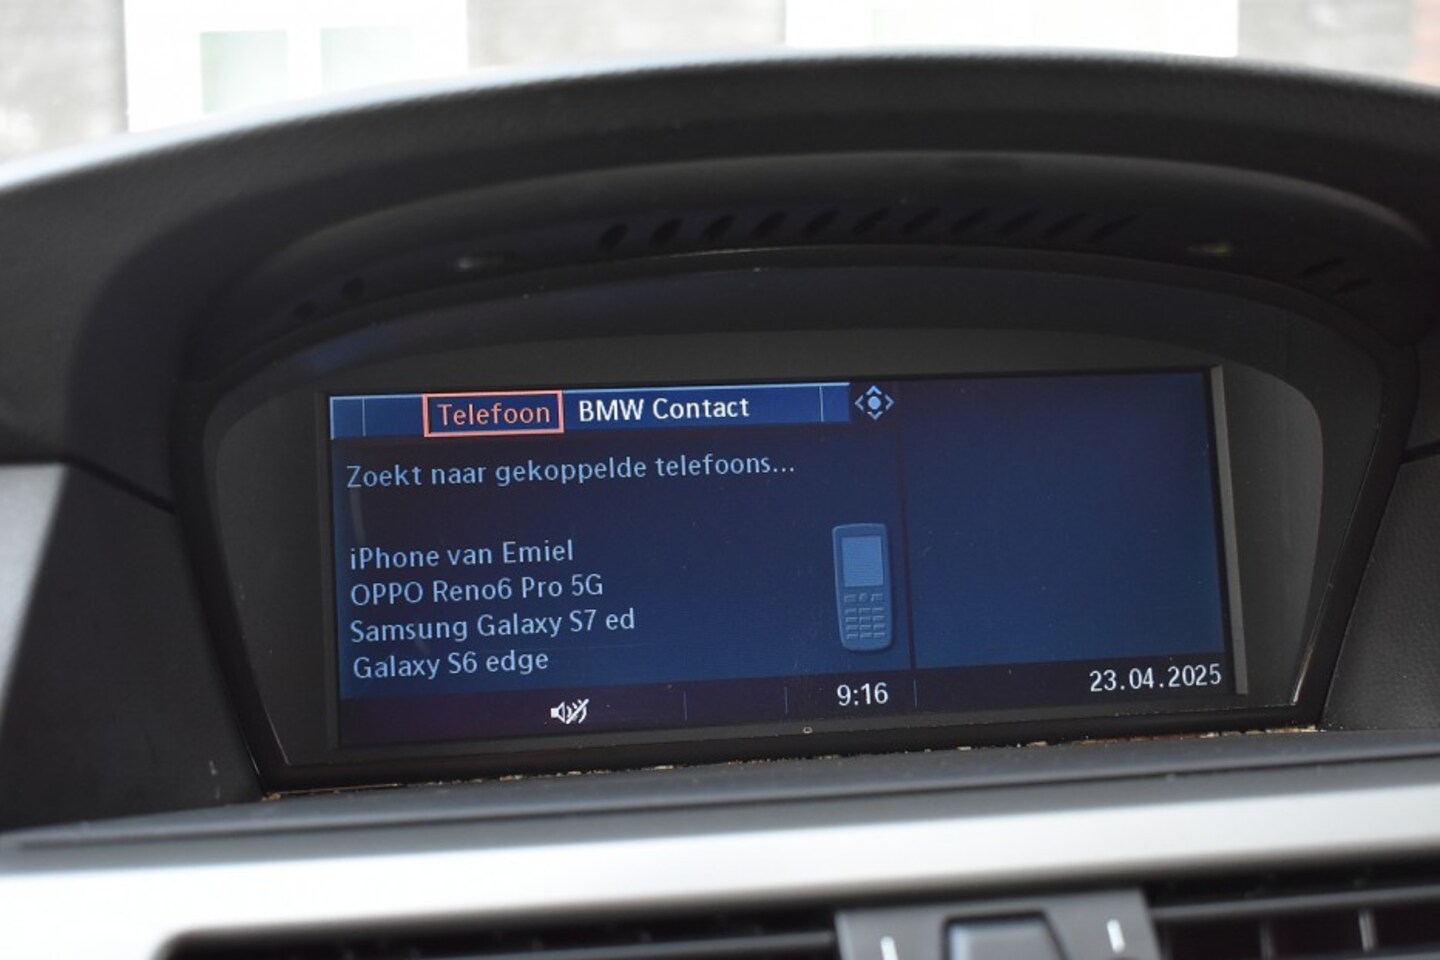 Telefoon BMW Contact
Zoekt naar gekoppelde telefoons...
iPhone van Emiel
OPPO Reno6 Pro 5G
Samsung Galaxy S7 ed
Galaxy S6 edge
9:16 23.04.2025